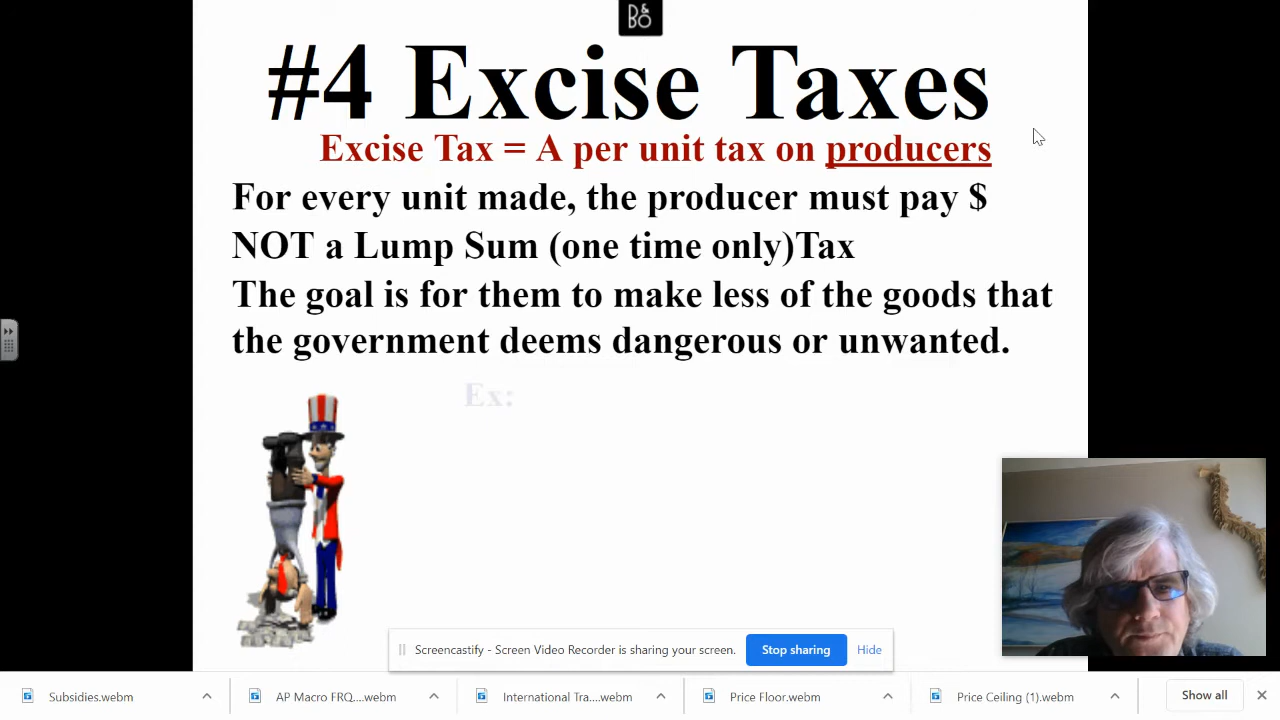 B&O
#4 Excise Taxes
Excise Tax = A per unit tax on producers
For every unit made, the producer must pay $
NOT a Lump Sum (one time only)Tax
The goal is for them to make less of the goods that
the government deems dangerous or unwanted.
Ex:
Screencastify - Screen Video Recorder is sharing your screen.
Stop sharing
Hide
Subsidies.webm
AP Macro FRQ....webm
International Tra....webm
Price Floor.webm
Price Ceiling (1).webm
Show all